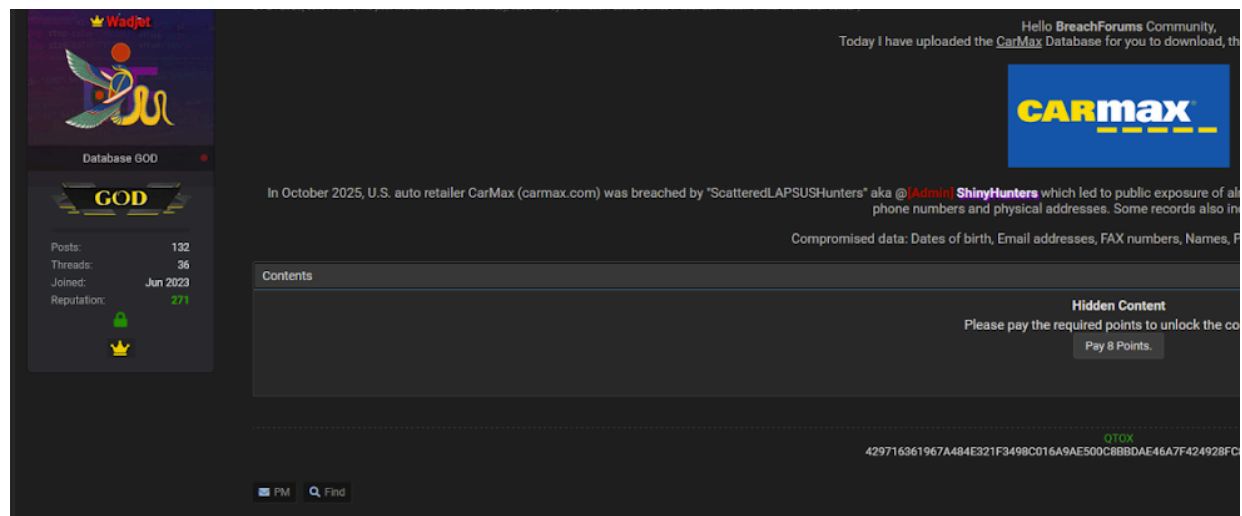 Wadjet
Database GOD
GOD
Posts: 132
Threads: 36
Joined: Jun 2023
Reputation: 271
Hello BreachForums Community,
Today I have uploaded the CarMax Database for you to download, th
CARMAX
In October 2025, U.S. auto retailer CarMax (carmax.com) was breached by "ScatteredLAPSUSHunters" aka @[Admin] ShinyHunters which led to public exposure of al
phone numbers and physical addresses. Some records also in
Compromised data: Dates of birth, Email addresses, FAX numbers, Names, P
Contents
Hidden Content
Please pay the required points to unlock the co
Pay 8 Points.
QTOX
429716361967A484E321F3498C016A9AE500C8BBDAE46A7F424928FC
PM Find